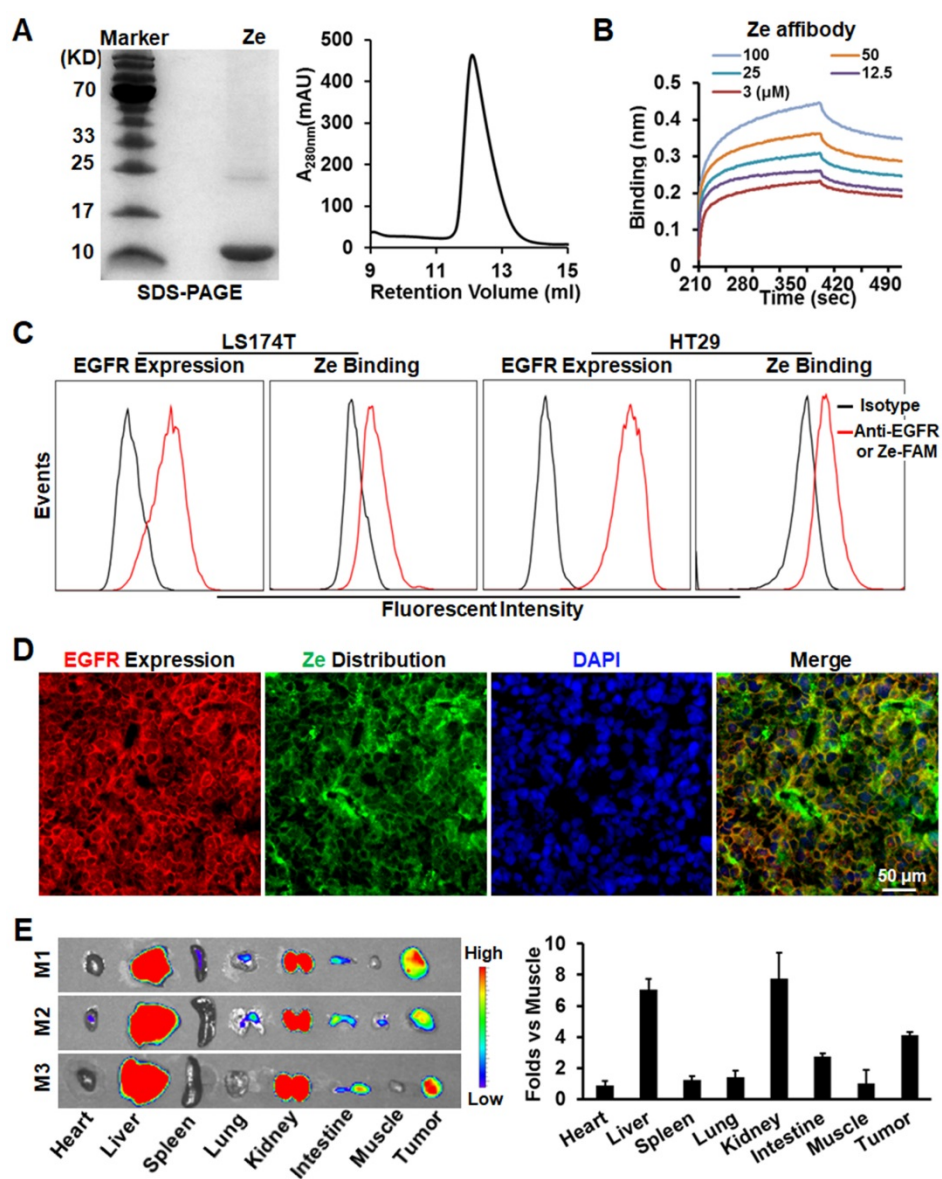 A
Marker Ze
(KD)
70
33
25
17
10
SDS-PAGE
A280nm(mAU)
500
400
300
200
100
0
9 11 13 15
Retention Volume (ml)
B
Ze affibody
100 50
25 12.5
3 (μM)
Binding (nm)
0.5
0.4
0.3
0.2
0.1
0
210 280 350 420 490
Time (sec)
C
LS174T HT29
EGFR Expression Ze Binding EGFR Expression Ze Binding
Isotype
Anti-EGFR
or Ze-FAM
Events
Fluorescent Intensity
D
EGFR Expression Ze Distribution DAPI Merge
50 μm
E
M1
M2
M3
High
Low
Heart Liver Spleen Lung Kidney Intestine Muscle Tumor
Folds vs Muscle
10
8
6
4
2
0
Heart Liver Spleen Lung Kidney Intestine Muscle Tumor